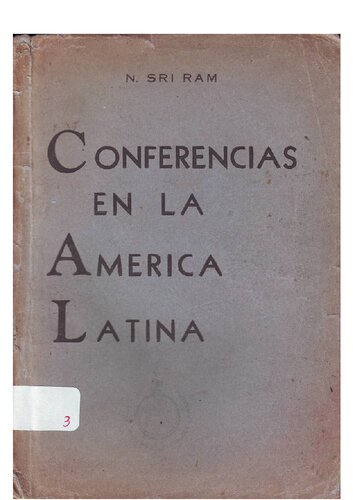 N. SRI RAM
CONFERENCIAS
EN LA
AMERICA
LATINA
3